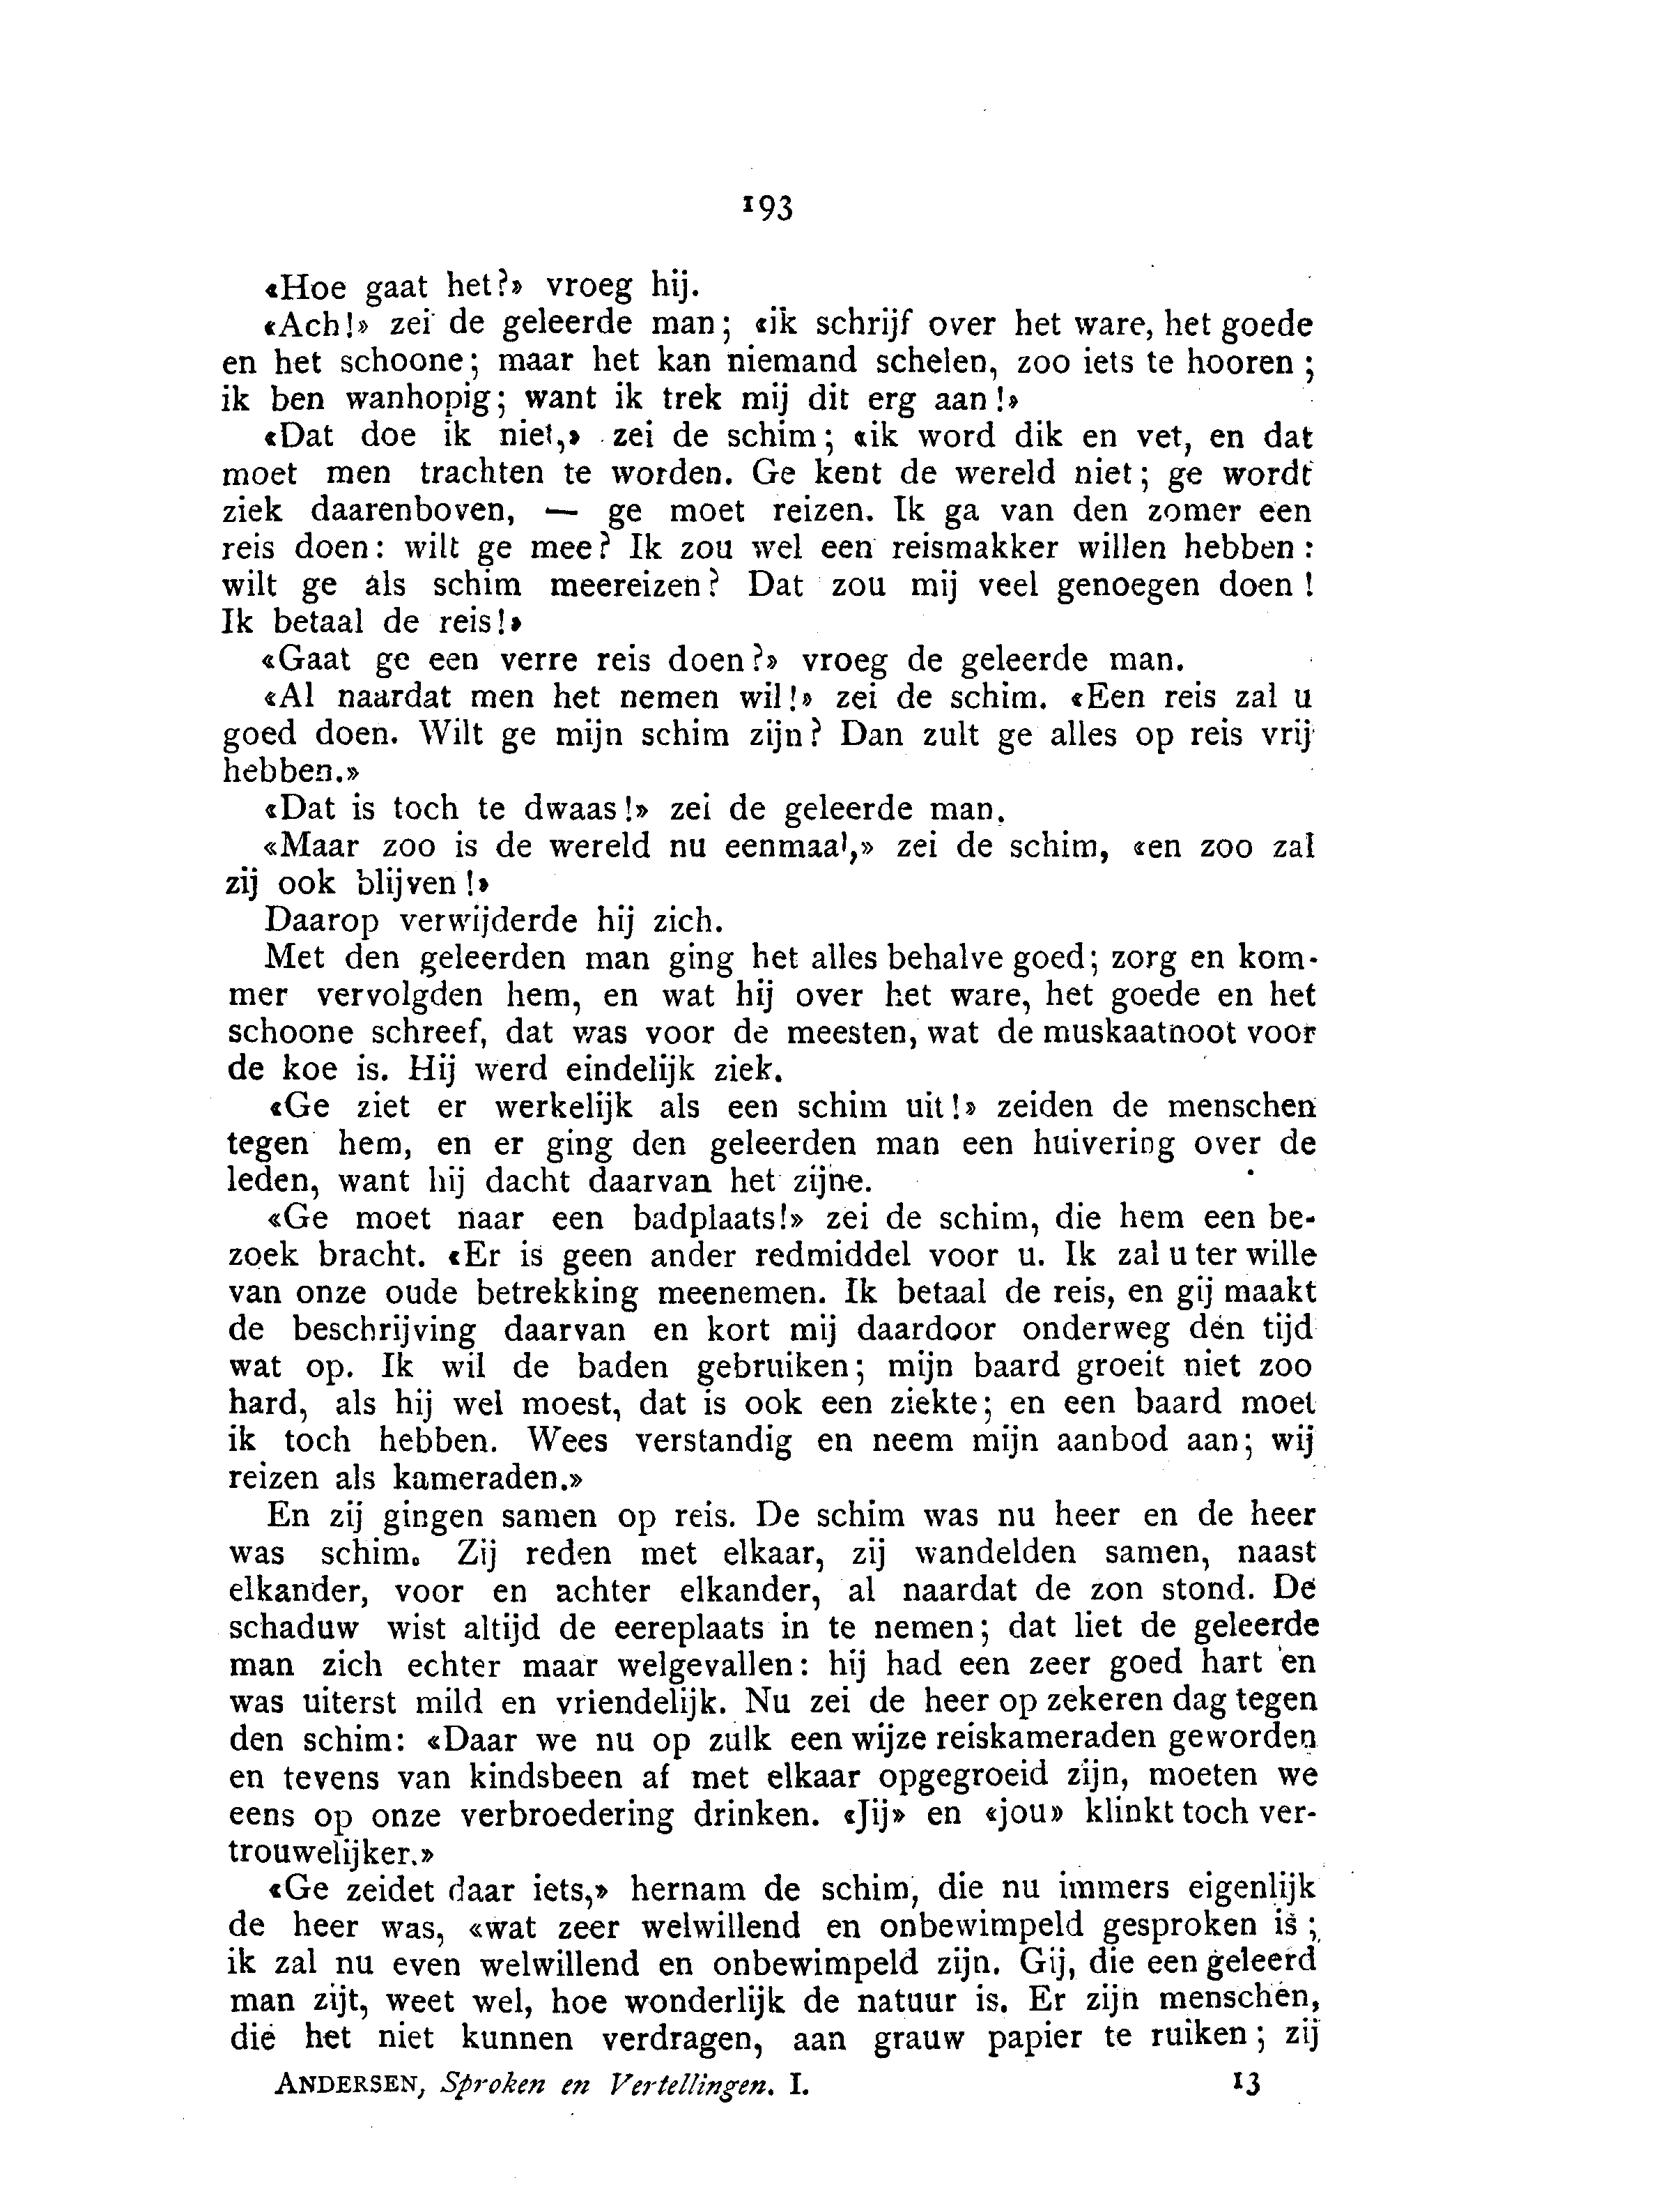 193
«Hoe gaat het?» vroeg hij.
«Ach!» zei de geleerde man; «ik schrijf over het ware, het goede
en het schoone; maar het kan niemand schelen, zoo iets te hooren;
ik ben wanhopig; want ik trek mij dit erg aan!»
«Dat doe ik niet,» zei de schim; «ik word dik en vet, en dat
moet men trachten te worden. Ge kent de wereld niet; ge wordt
ziek daarenboven, — ge moet reizen. Ik ga van den zomer een
reis doen: wilt ge mee? Ik zou wel een reismakker willen hebben:
wilt ge als schim meereizen? Dat zou mij veel genoegen doen!
Ik betaal de reis!»
«Gaat ge een verre reis doen?» vroeg de geleerde man.
«Al naardat men het nemen wil!» zei de schim. «Een reis zal u
goed doen. Wilt ge mijn schim zijn? Dan zult ge alles op reis vrij
hebben.»
«Dat is toch te dwaas!» zei de geleerde man.
«Maar zoo is de wereld nu eenmaal,» zei de schim, «en zoo zal
zij ook blijven!»
Daarop verwijderde hij zich.
Met den geleerden man ging het alles behalve goed; zorg en kom-
mer vervolgden hem, en wat hij over het ware, het goede en het
schoone schreef, dat was voor de meesten, wat de muskaatnoot voor
de koe is. Hij werd eindelijk ziek.
«Ge ziet er werkelijk als een schim uit!» zeiden de menschen
tegen hem, en er ging den geleerden man een huivering over de
leden, want hij dacht daarvan het zijne.
«Ge moet naar een badplaats!» zei de schim, die hem een be-
zoek bracht. «Er is geen ander redmiddel voor u. Ik zal u ter wille
van onze oude betrekking meenemen. Ik betaal de reis, en gij maakt
de beschrijving daarvan en kort mij daardoor onderweg den tijd
wat op. Ik wil de baden gebruiken; mijn baard groeit niet zoo
hard, als hij wel moest, dat is ook een ziekte; en een baard moet
ik toch hebben. Wees verstandig en neem mijn aanbod aan; wij
reizen als kameraden.»
En zij gingen samen op reis. De schim was nu heer en de heer
was schim. Zij reden met elkaar, zij wandelden samen, naast
elkander, voor en achter elkander, al naardat de zon stond. De
schaduw wist altijd de eereplaats in te nemen; dat liet de geleerde
man zich echter maar welgevallen: hij had een zeer goed hart en
was uiterst mild en vriendelijk. Nu zei de heer op zekeren dag tegen
den schim: «Daar we nu op zulk een wijze reiskameraden geworden
en tevens van kindsbeen af met elkaar opgegroeid zijn, moeten we
eens op onze verbroedering drinken. «Jij» en «jou» klinkt toch ver-
trouwelijker.»
«Ge zeidet daar iets,» hernam de schim, die nu immers eigenlijk
de heer was, «wat zeer welwillend en onbewimpeld gesproken is;
ik zal nu even welwillend en onbewimpeld zijn. Gij, die een geleerd
man zijt, weet wel, hoe wonderlijk de natuur is. Er zijn menschen,
die het niet kunnen verdragen, aan grauw papier te ruiken; zij
ANDERSEN, Sproken en Vertellingen. I. 13